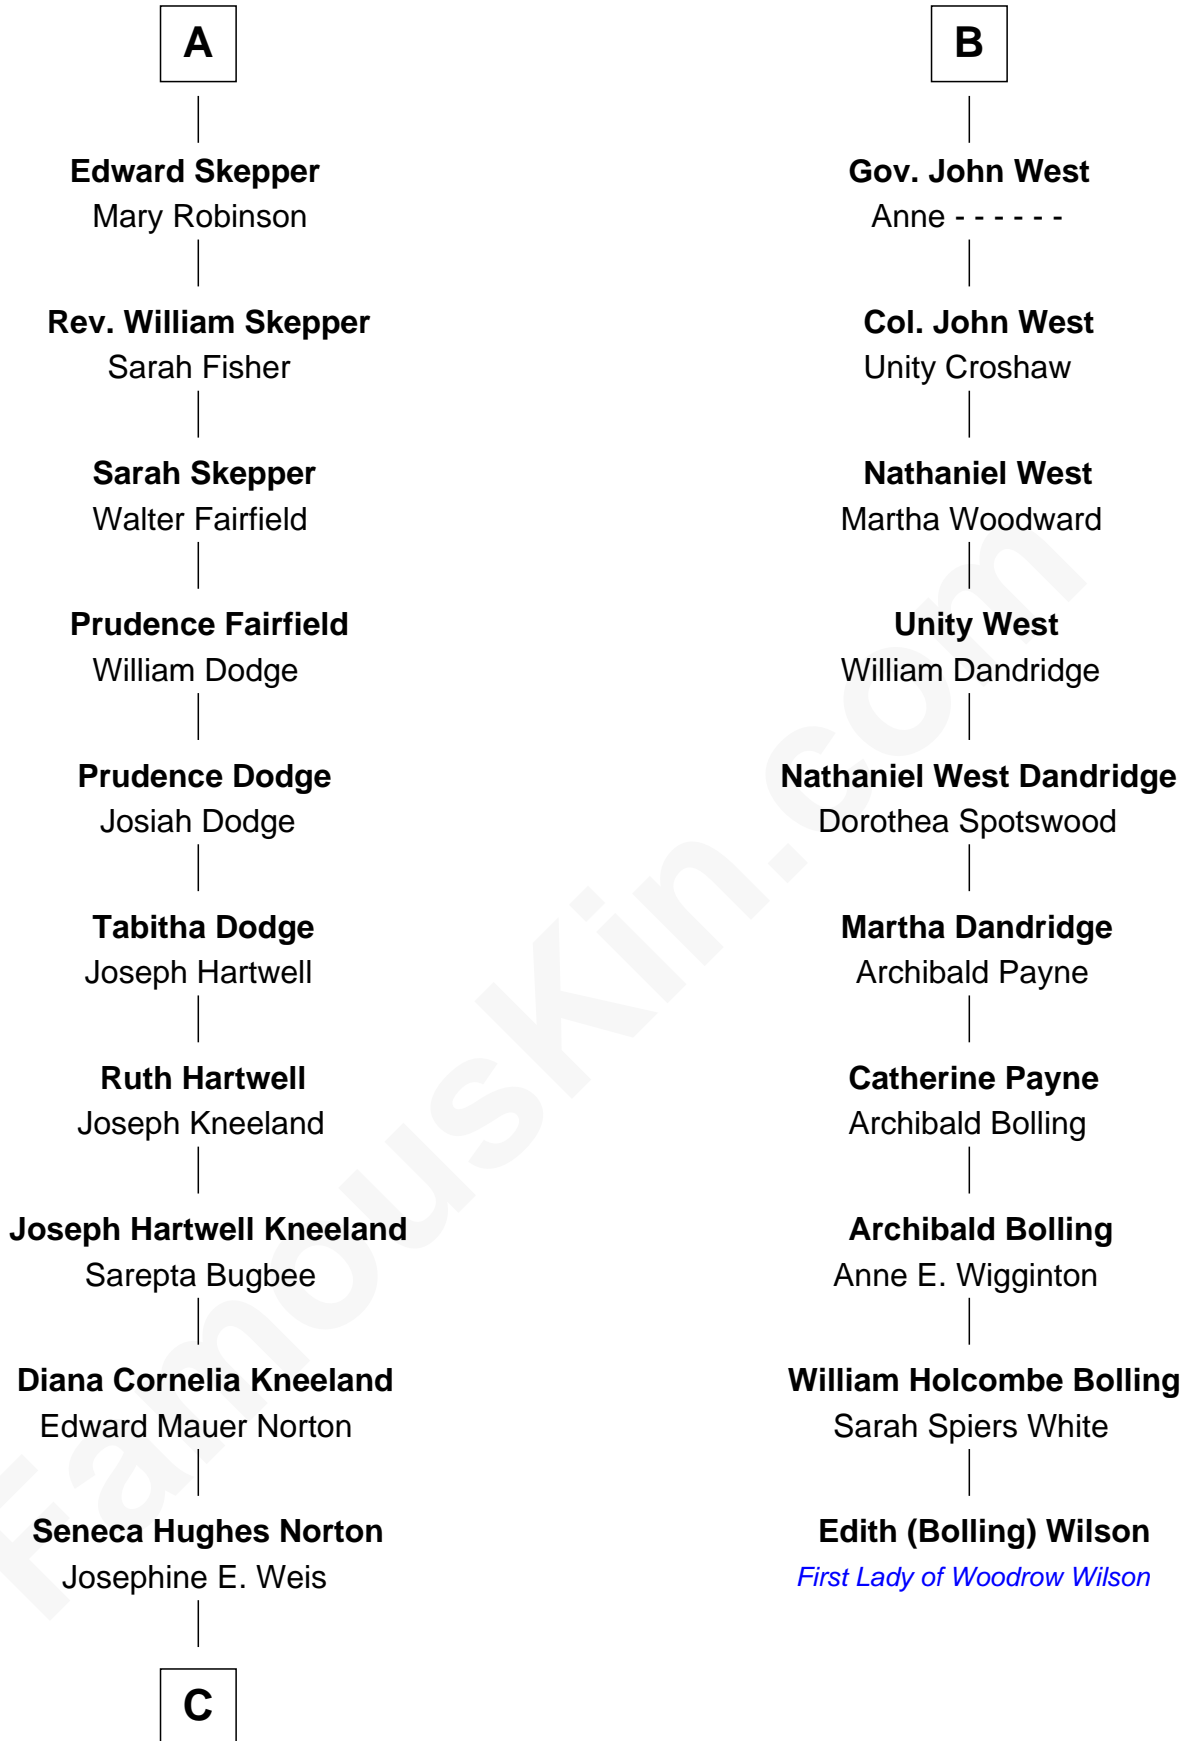 A
Edward Skepper
Mary Robinson
Rev. William Skepper
Sarah Fisher
Sarah Skepper
Walter Fairfield
Prudence Fairfield
William Dodge
Prudence Dodge
Josiah Dodge
Tabitha Dodge
Joseph Hartwell
Ruth Hartwell
Joseph Kneeland
Joseph Hartwell Kneeland
Sarepta Bugbee
Diana Cornelia Kneeland
Edward Mauer Norton
Seneca Hughes Norton
Josephine E. Weis
C
B
Gov. John West
Anne - - - - - -
Col. John West
Unity Croshaw
Nathaniel West
Martha Woodward
Unity West
William Dandridge
Nathaniel West Dandridge
Dorothea Spotswood
Martha Dandridge
Archibald Payne
Catherine Payne
Archibald Bolling
Archibald Bolling
Anne E. Wigginton
William Holcombe Bolling
Sarah Spiers White
Edith (Bolling) Wilson
First Lady of Woodrow Wilson
FamousKin.com